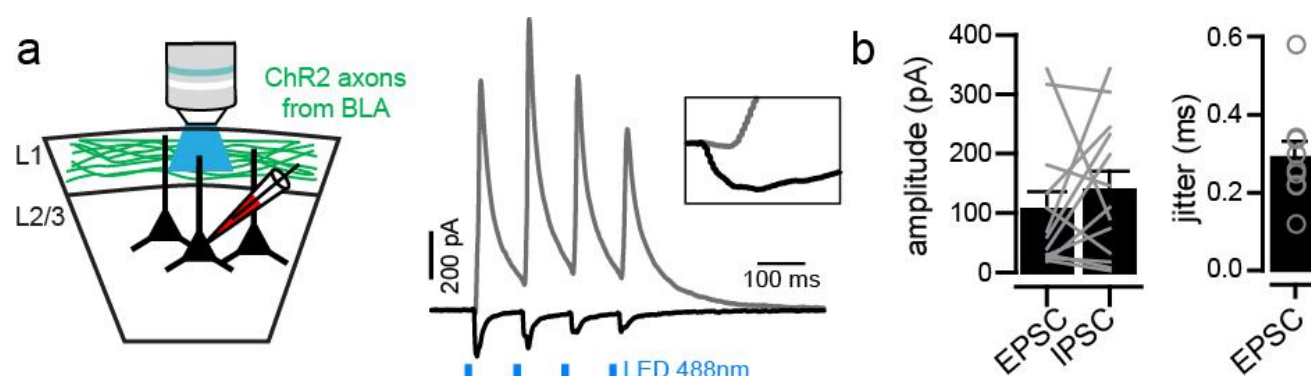 a
ChR2 axons
from BLA
L1
L2/3
200 pA
100 ms
LED 488nm
b
amplitude (pA)
400
300
200
100
0
EPSC
IPSC
jitter (ms)
0.6
0.4
0.2
0.0
EPSC